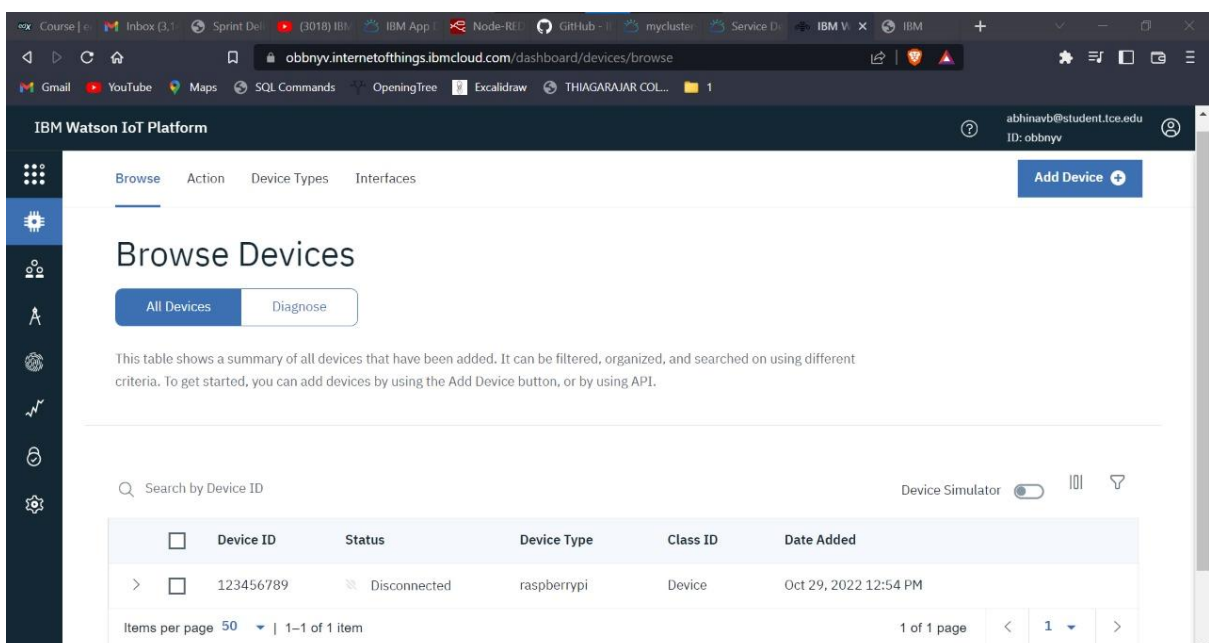 Course | e
Inbox (3,1
Sprint Del
(3018) IBM
IBM App D
Node-RED
GitHub - I
mycluster
Service De
IBM W
IBM
obbnyv.internetofthings.ibmcloud.com/dashboard/devices/browse
Gmail YouTube Maps SQL Commands OpeningTree Excalidraw THIAGARAJAR COL... 1
IBM Watson IoT Platform
abhinavb@student.tce.edu
ID: obbnyv
Browse Action Device Types Interfaces
Add Device
Browse Devices
All Devices Diagnose
This table shows a summary of all devices that have been added. It can be filtered, organized, and searched on using different
criteria. To get started, you can add devices by using the Add Device button, or by using API.
Search by Device ID
Device Simulator
Device ID Status Device Type Class ID Date Added
123456789 Disconnected raspberrypi Device Oct 29, 2022 12:54 PM
Items per page 50 | 1–1 of 1 item
1 of 1 page 1